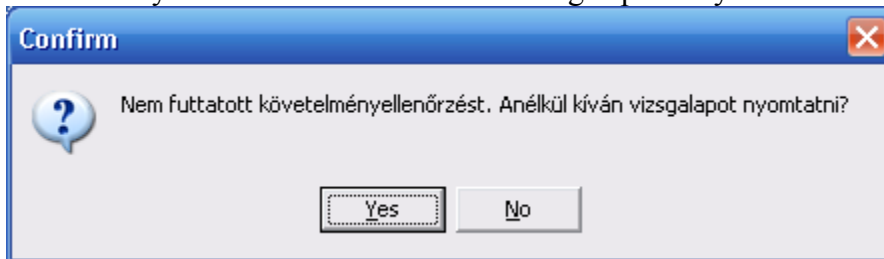 Confirm
Nem futtatott követelményellenőrzést. Anélkül kíván vizsgalapot nyomtatni?
Yes No